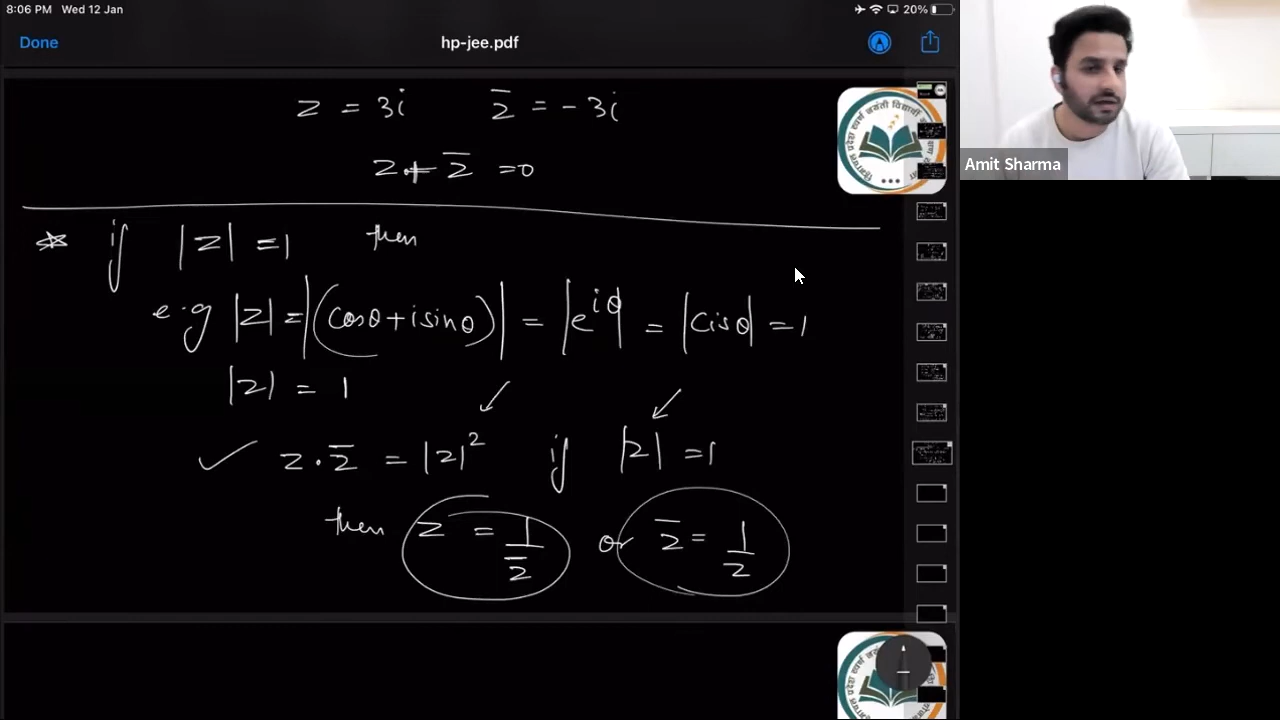 8:06 PM Wed 12 Jan 20%
Done hp-jee.pdf
Amit Sharma
z = 3i z̄ = -3i
z + z̄ = 0
* if |z| = 1 then
e.g |z| = |(cosθ + i sinθ)| = |e^{iθ}| = |cisθ| = 1
|z| = 1
✓ z · z̄ = |z|² if |z| = 1
then z = 1/z̄ or z̄ = 1/z